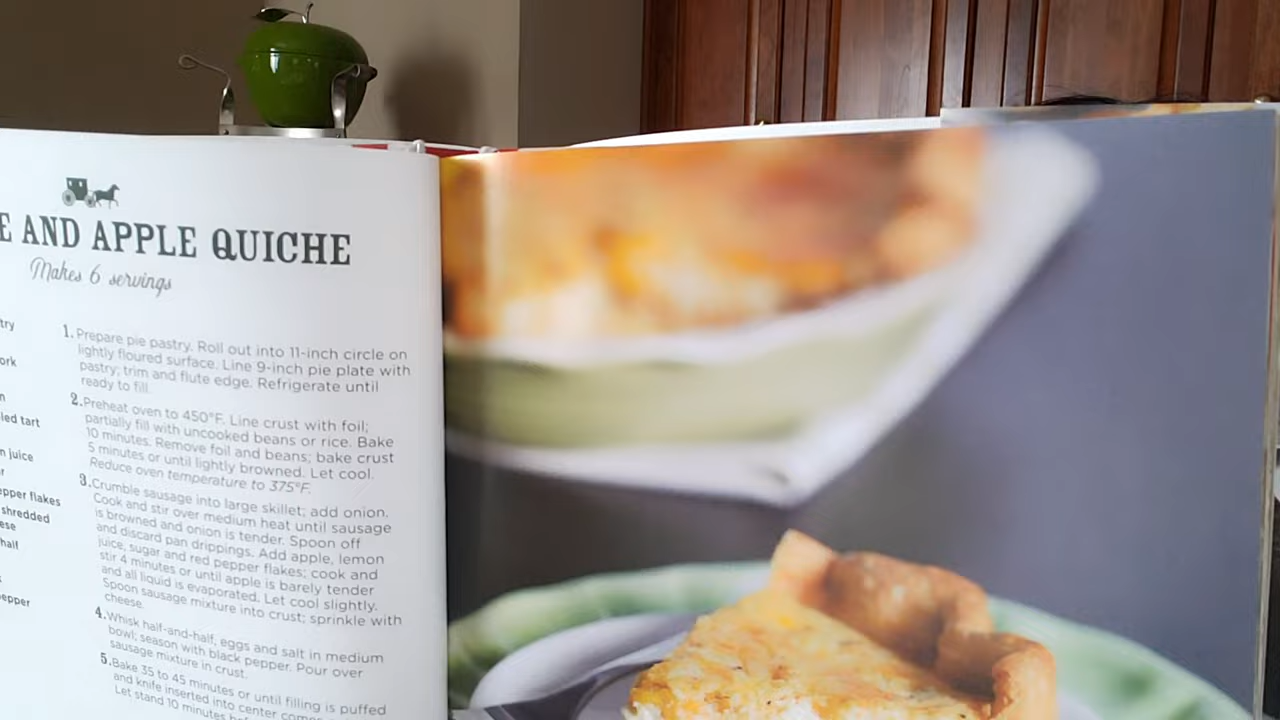 E AND APPLE QUICHE
Makes 6 servings
try
ork
n
led tart
n juice
r
epper flakes
shredded
ese
half
epper
1. Prepare pie pastry. Roll out into 11-inch circle on
lightly floured surface. Line 9-inch pie plate with
pastry; trim and flute edge. Refrigerate until
ready to fill.
2. Preheat oven to 450°F. Line crust with foil;
partially fill with uncooked beans or rice. Bake
10 minutes. Remove foil and beans; bake crust
5 minutes or until lightly browned. Let cool.
Reduce oven temperature to 375°F.
3. Crumble sausage into large skillet; add onion.
Cook and stir over medium heat until sausage
is browned and onion is tender. Spoon off
and discard pan drippings. Add apple, lemon
juice, sugar and red pepper flakes; cook and
stir 4 minutes or until apple is barely tender
and all liquid is evaporated. Let cool slightly.
Spoon sausage mixture into crust; sprinkle with
cheese.
4. Whisk half-and-half, eggs and salt in medium
bowl; season with black pepper. Pour over
sausage mixture in crust.
5. Bake 35 to 45 minutes or until filling is puffed
and knife inserted into center comes
Let stand 10 minutes